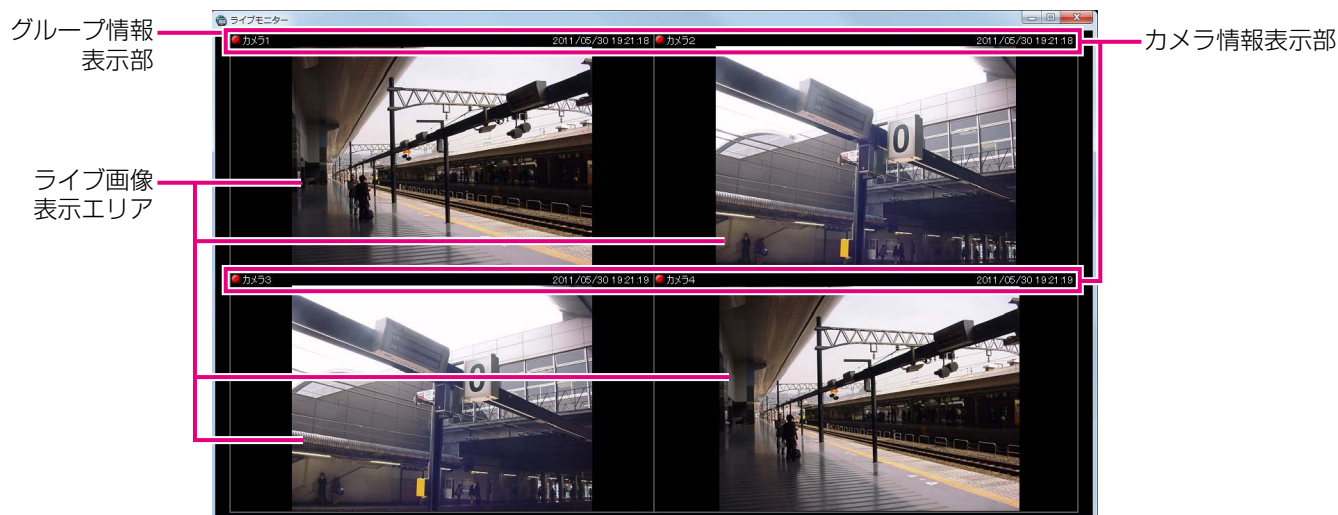 ライブモニター
グループ情報
表示部
カメラ1 2011/05/30 19:21:18 カメラ2 2011/05/30 19:21:18
カメラ情報表示部
0
ライブ画像
表示エリア
カメラ3 2011/05/30 19:21:19 カメラ4 2011/05/30 19:21:19
0